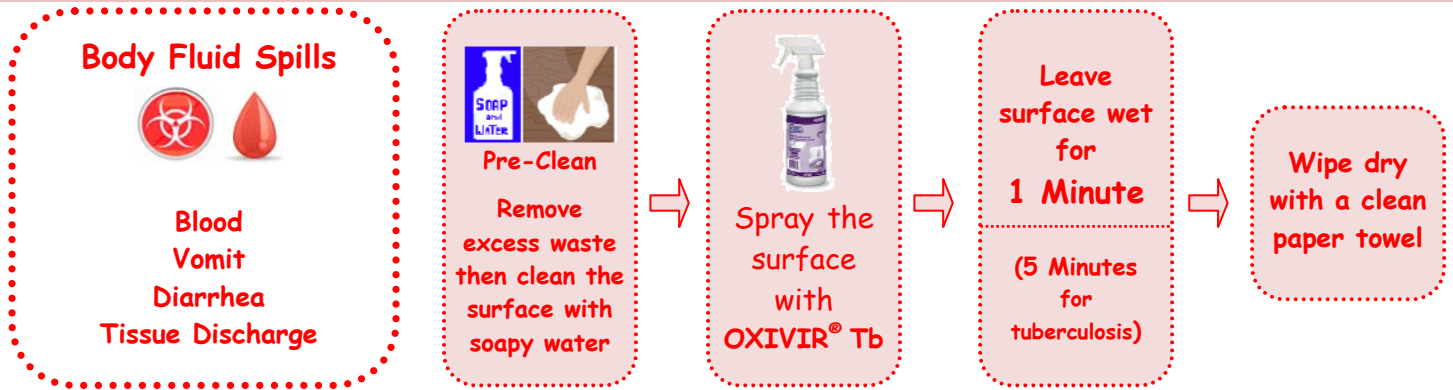 Body Fluid Spills
Blood
Vomit
Diarrhea
Tissue Discharge
SOAP
and
WATER
Pre-Clean
Remove
excess waste
then clean the
surface with
soapy water
Spray the
surface
with
OXIVIR® Tb
Leave
surface wet
for
1 Minute
(5 Minutes
for
tuberculosis)
Wipe dry
with a clean
paper towel